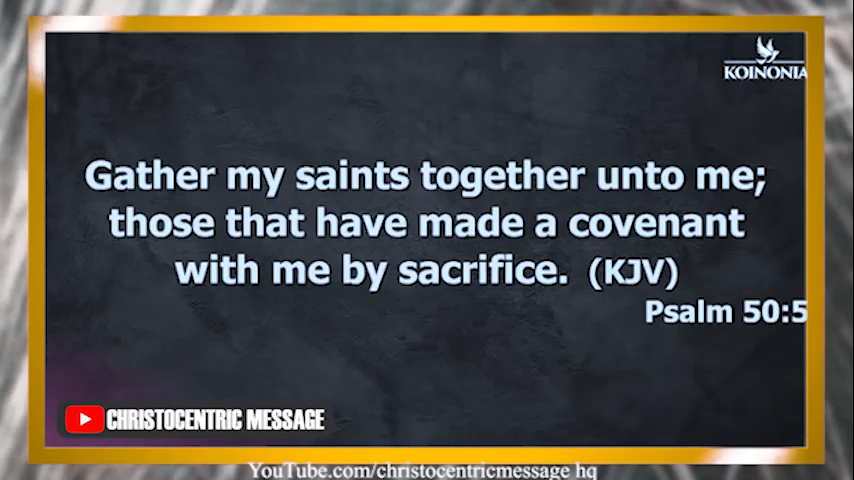 KOINONIA
Gather my saints together unto me;
those that have made a covenant
with me by sacrifice. (KJV)
Psalm 50:5
CHRISTOCENTRIC MESSAGE
YouTube.com/christocentricmessage hq